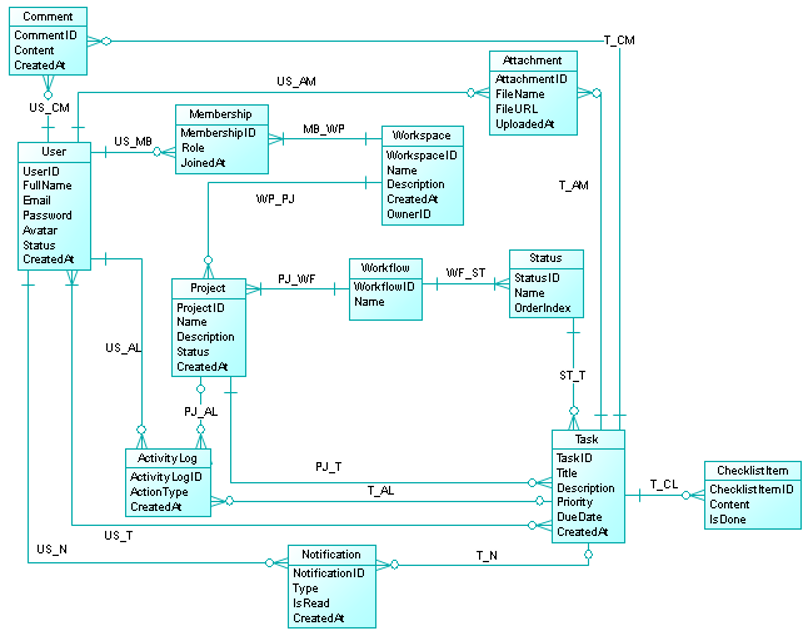 Comment
CommentID
Content
CreatedAt
T_CM
Attachment
AttachmentID
FileName
FileURL
UploadedAt
US_AM
US_CM
Membership
MembershipID
Role
JoinedAt
US_MB
MB_WP
Workspace
WorkspaceID
Name
Description
CreatedAt
OwnerID
User
UserID
FullName
Email
Password
Avatar
Status
CreatedAt
T_AM
WP_PJ
Project
ProjectID
Name
Description
Status
CreatedAt
PJ_WF
Workflow
WorkflowID
Name
WF_ST
Status
StatusID
Name
OrderIndex
US_AL
ST_T
PJ_AL
ActivityLog
ActivityLogID
ActionType
CreatedAt
PJ_T
T_AL
Task
TaskID
Title
Description
Priority
DueDate
CreatedAt
T_CL
ChecklistItem
ChecklistItemID
Content
IsDone
US_T
US_N
Notification
NotificationID
Type
IsRead
CreatedAt
T_N